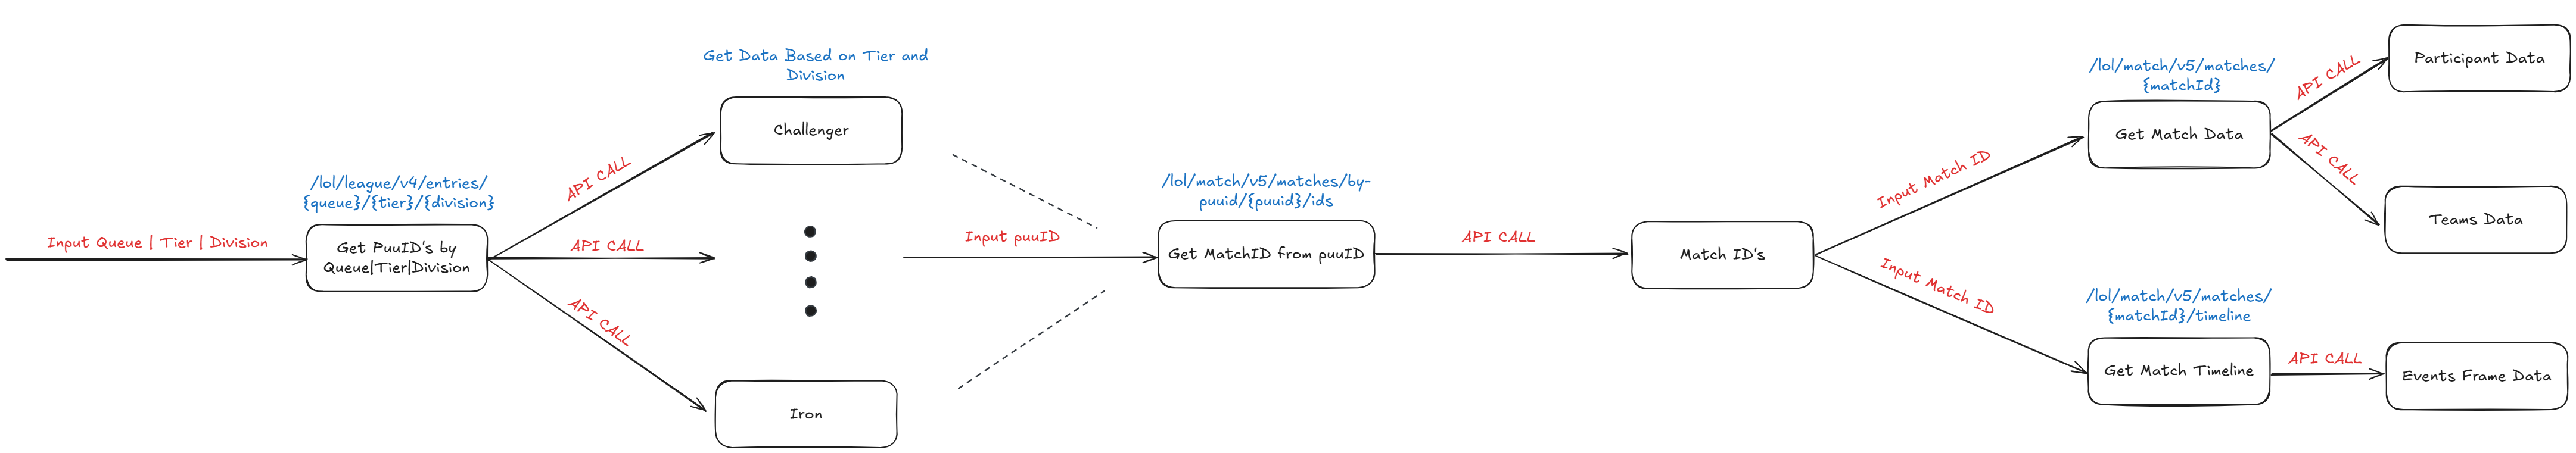 Input Queue | Tier | Division
/lol/league/v4/entries/
{queue}/{tier}/{division}
Get PuuID's by
Queue|Tier|Division
API CALL
API CALL
API CALL
Get Data Based on Tier and
Division
Challenger
Iron
Input puuID
/lol/match/v5/matches/by-
puuid/{puuid}/ids
Get MatchID from puuID
API CALL
Match ID's
Input Match ID
Input Match ID
/lol/match/v5/matches/
{matchId}
Get Match Data
API CALL
API CALL
Participant Data
Teams Data
/lol/match/v5/matches/
{matchId}/timeline
Get Match Timeline
API CALL
Events Frame Data